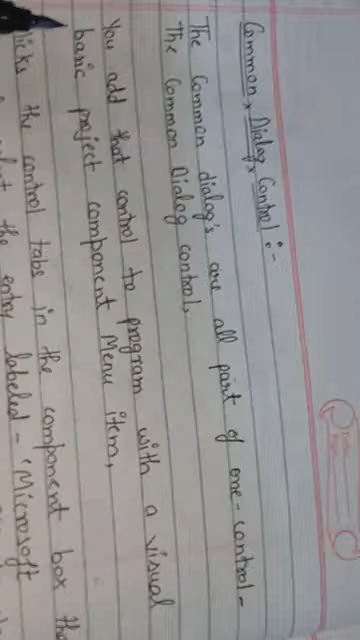 Common Dialog Control :-
The Common dialog's are all part of one-control-
the Common Dialog control,
You add that control to program with a visual
basic project component Menu item,
licks the control tabs in the component box the
the entry labeled - 'Microsoft